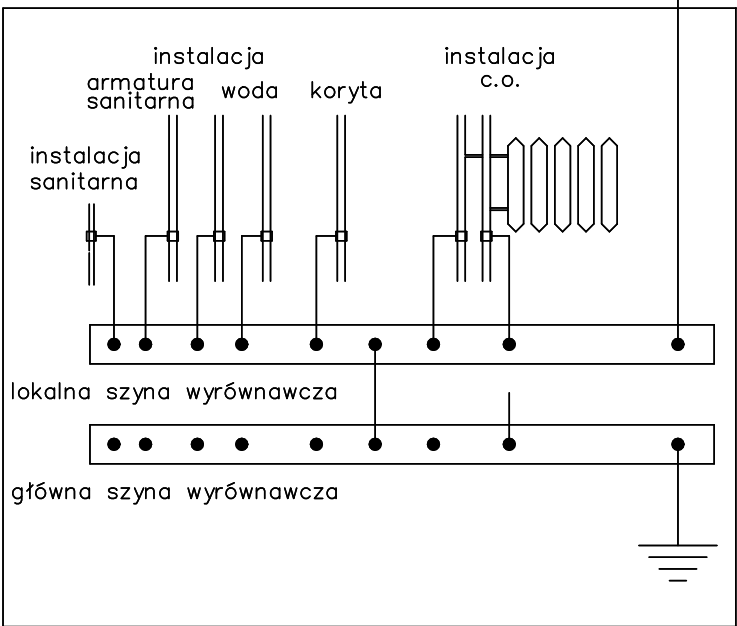 instalacja
armatura
sanitarna
woda
koryta
instalacja
c.o.
instalacja
sanitarna
lokalna szyna wyrównawcza
główna szyna wyrównawcza